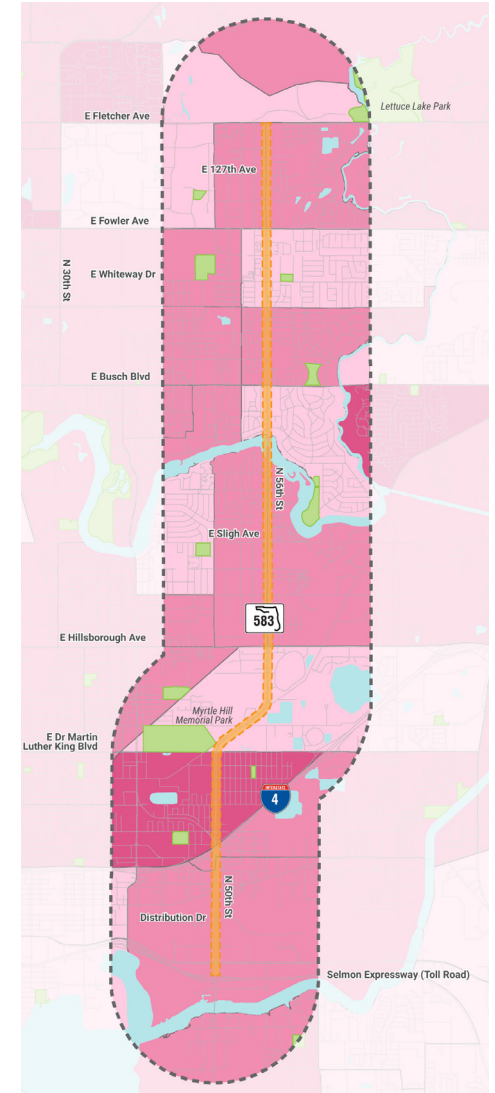 Lettuce Lake Park
E Fletcher Ave
E 127th Ave
E Fowler Ave
N 30th St
E Whiteway Dr
E Busch Blvd
N 56th St
E Sligh Ave
583
E Hillsborough Ave
Myrtle Hill
Memorial Park
E Dr Martin
Luther King Blvd
INTERSTATE
4
N 50th St
Distribution Dr
Selmon Expressway (Toll Road)